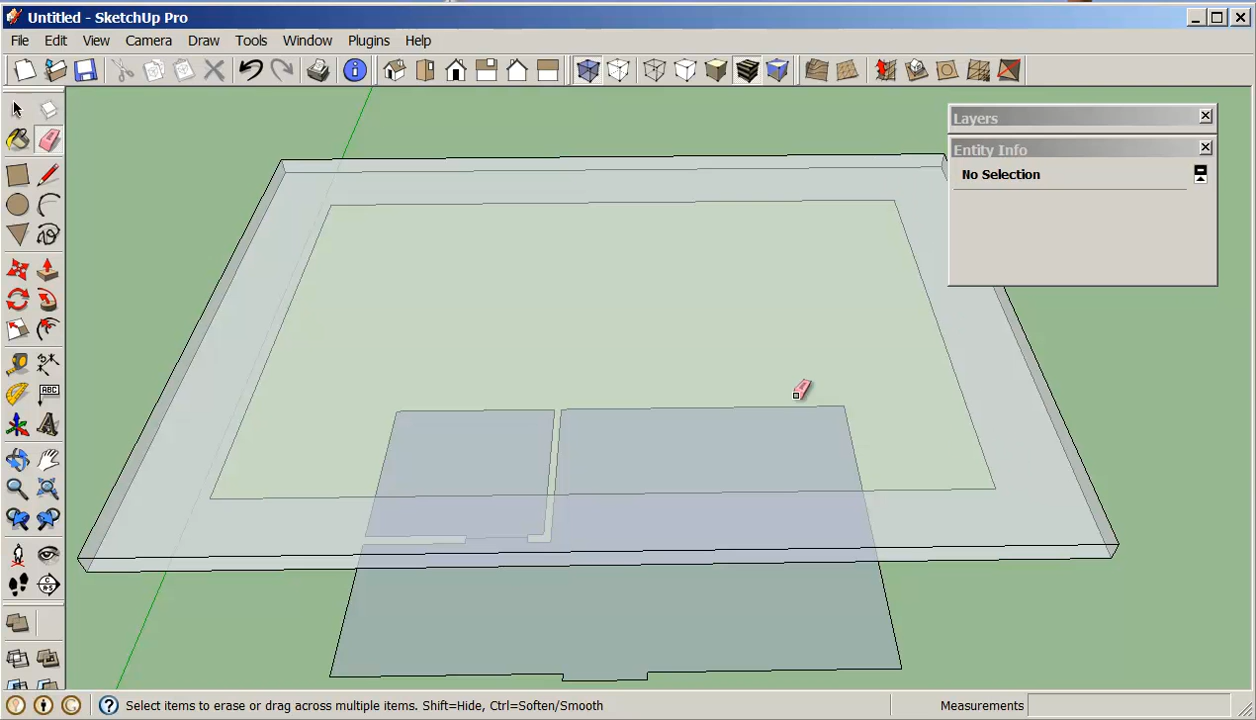 Untitled - SketchUp Pro
File Edit View Camera Draw Tools Window Plugins Help
Layers
Entity Info
No Selection
ABC
Select items to erase or drag across multiple items. Shift=Hide, Ctrl=Soften/Smooth
Measurements